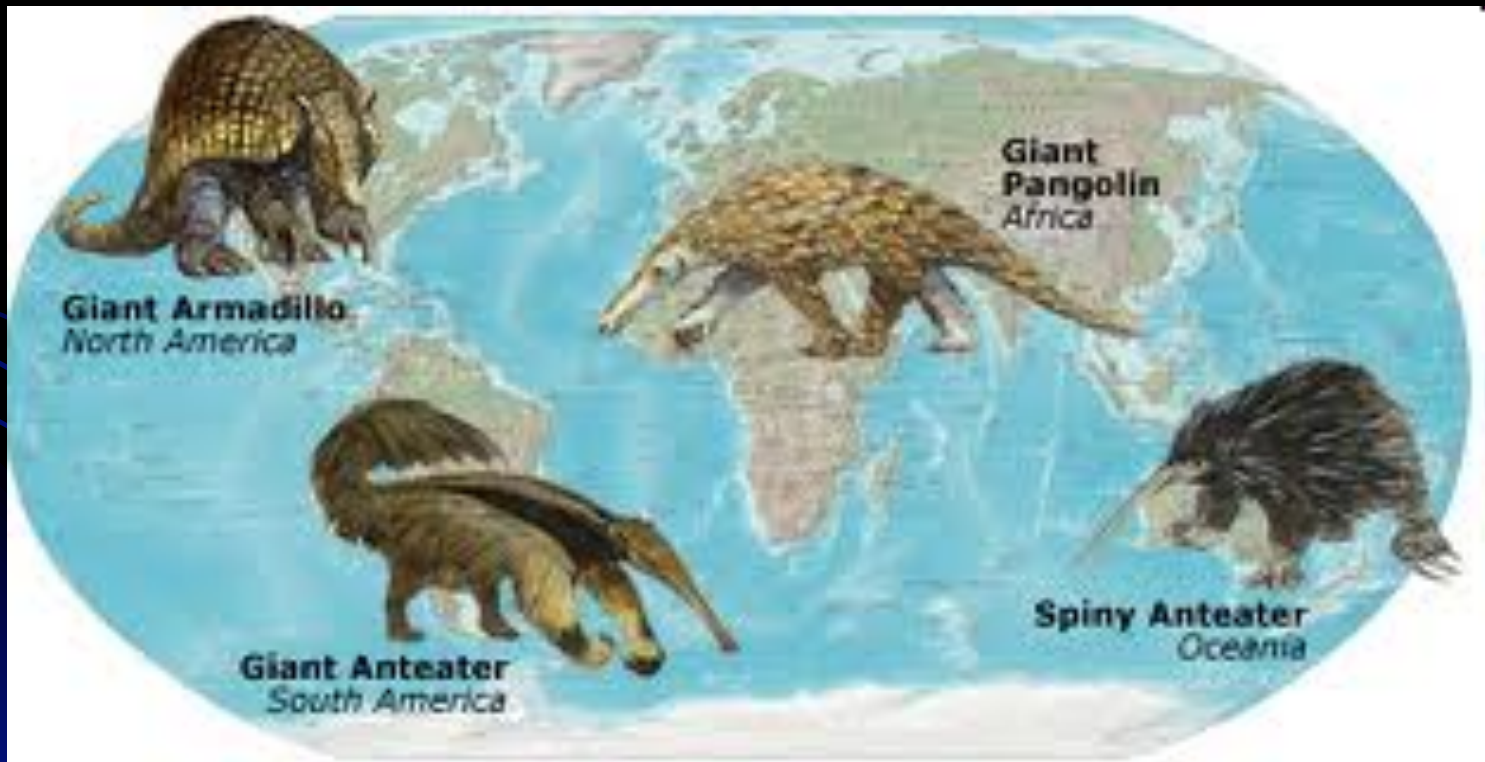 Giant Armadillo
North America
Giant
Pangolin
Africa
Giant Anteater
South America
Spiny Anteater
Oceania